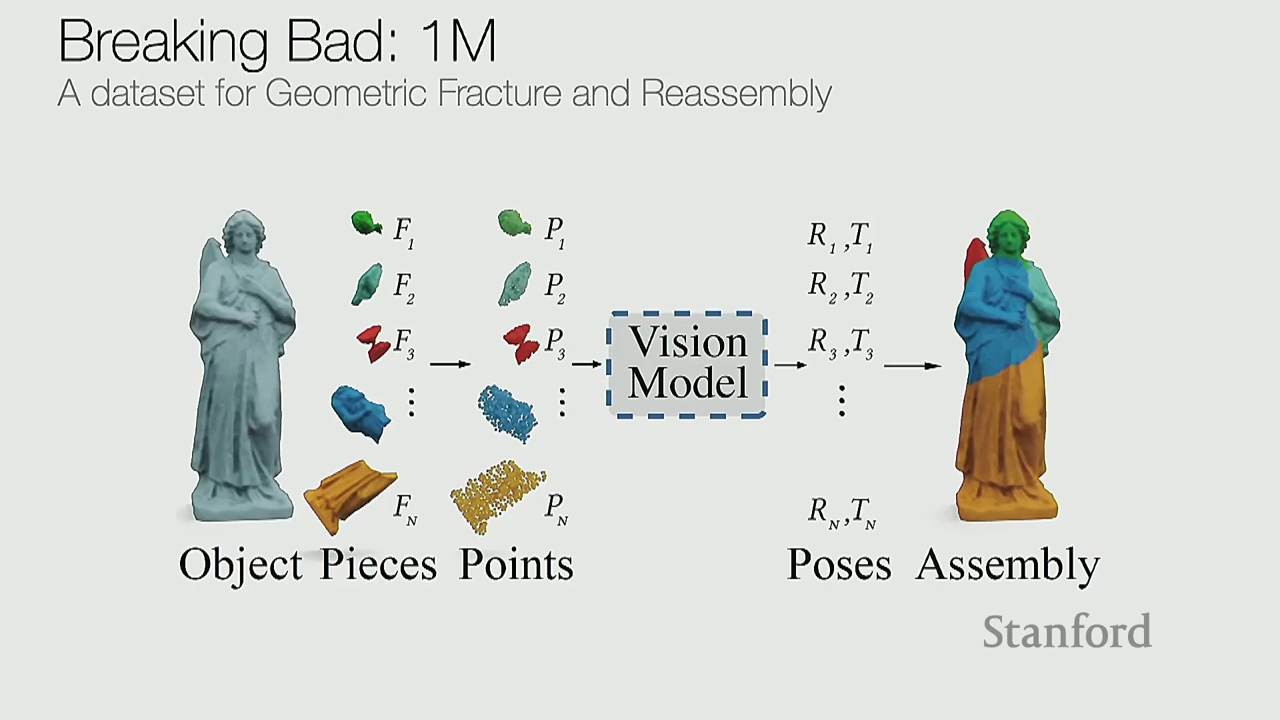 Breaking Bad: 1M
A dataset for Geometric Fracture and Reassembly
F1
P1
R1,T1
F2
P2
R2,T2
F3
P3
R3,T3
Vision
Model
FN
PN
RN,TN
Object Pieces Points Poses Assembly
Stanford